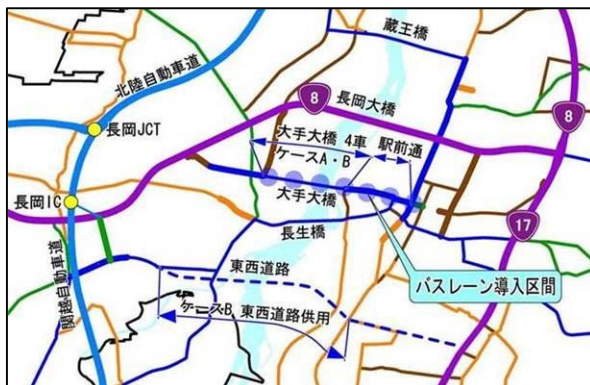 蔵王橋
北陸自動車道
8
長岡大橋
長岡JCT
大手大橋 4車
駅前通
8
ケースA・B
長岡IC
大手大橋
17
長生橋
関越自動車道
東西道路
バスレーン導入区間
ケースB 東西道路供用